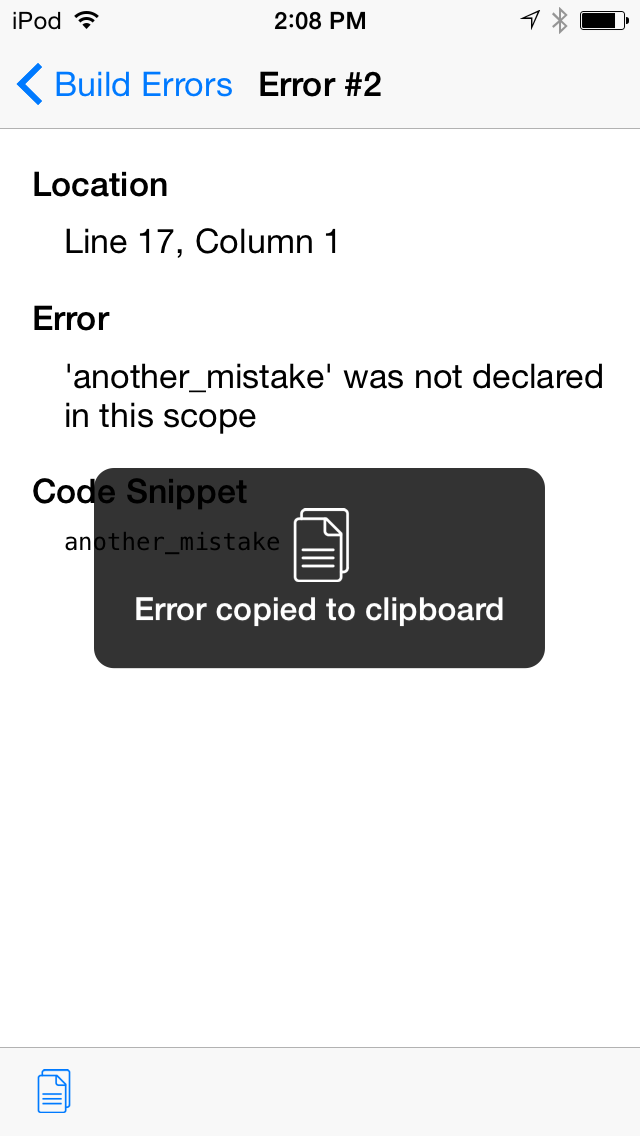 iPod 2:08 PM
Build Errors Error #2
Location
Line 17, Column 1
Error
'another_mistake' was not declared
in this scope
Code Snippet
another_mistake
Error copied to clipboard